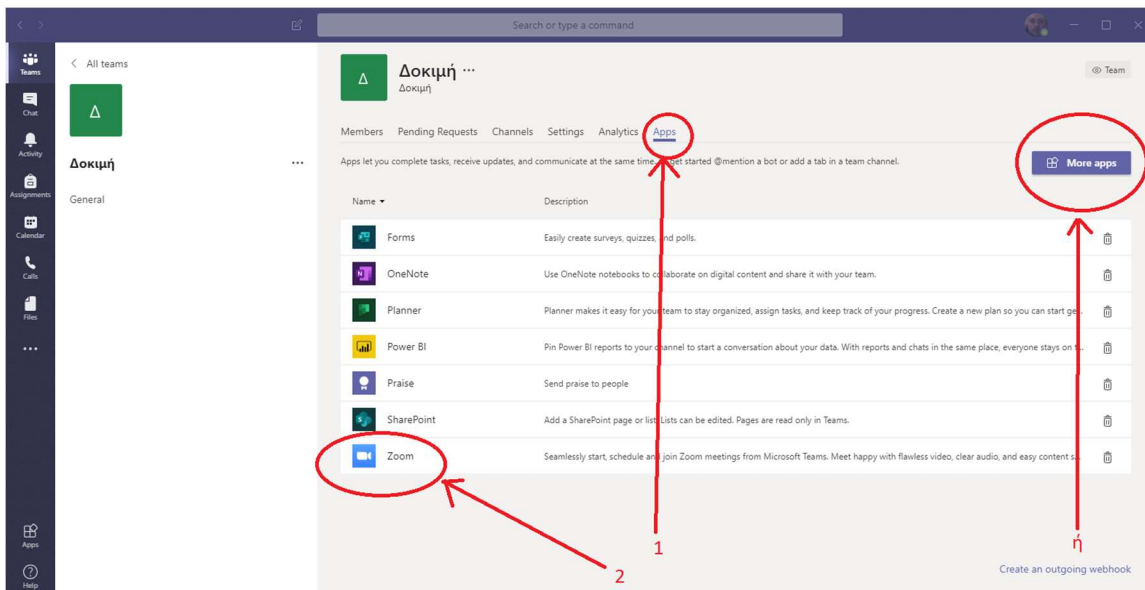 Search or type a command
Teams
Chat
Activity
Assignments
Calendar
Calls
Files
Apps
Help
All teams
Δ
Δοκιμή
General
Δ
Δοκιμή
Δοκιμή
Team
Members Pending Requests Channels Settings Analytics Apps
Apps let you complete tasks, receive updates, and communicate at the same time. get started @mention a bot or add a tab in a team channel.
More apps
Name Description
Forms Easily create surveys, quizzes, and polls.
OneNote Use OneNote notebooks to collaborate on digital content and share it with your team.
Planner Planner makes it easy for your team to stay organized, assign tasks, and keep track of your progress. Create a new plan so you can start ge...
Power BI Pin Power BI reports to your channel to start a conversation about your data. With reports and chats in the same place, everyone stays on t...
Praise Send praise to people
SharePoint Add a SharePoint page or list. Lists can be edited. Pages are read only in Teams.
Zoom Seamlessly start, schedule and join Zoom meetings from Microsoft Teams. Meet happy with flawless video, clear audio, and easy content s...
1
2
ή
Create an outgoing webhook